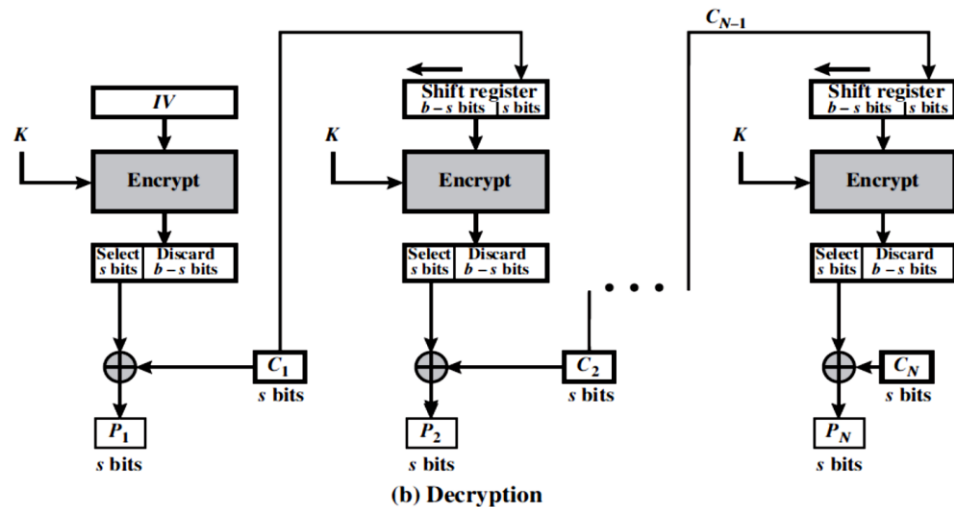 C_{N-1}
IV
Shift register
b – s bits | s bits
Shift register
b – s bits | s bits
K
K
K
Encrypt
Encrypt
Encrypt
Select Discard
s bits b – s bits
Select Discard
s bits b – s bits
Select Discard
s bits b – s bits
• • •
C_1
s bits
C_2
s bits
C_N
s bits
P_1
s bits
P_2
s bits
P_N
s bits
(b) Decryption